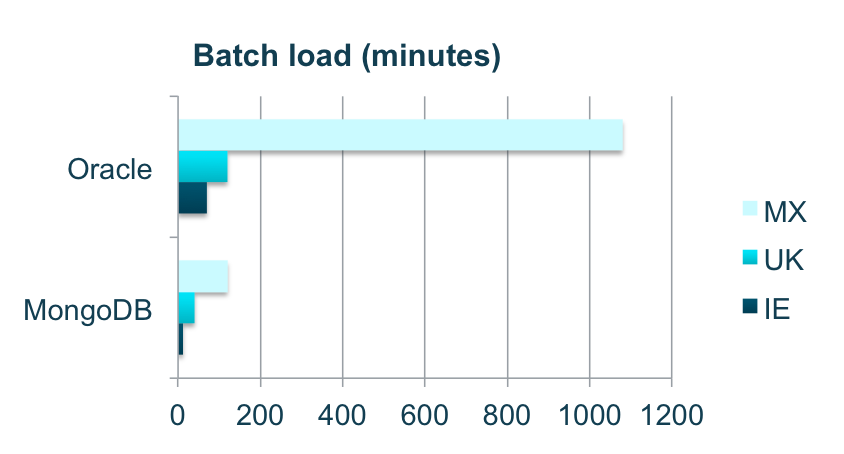 Batch load (minutes)
Oracle
MongoDB
MX
UK
IE
0 200 400 600 800 1000 1200